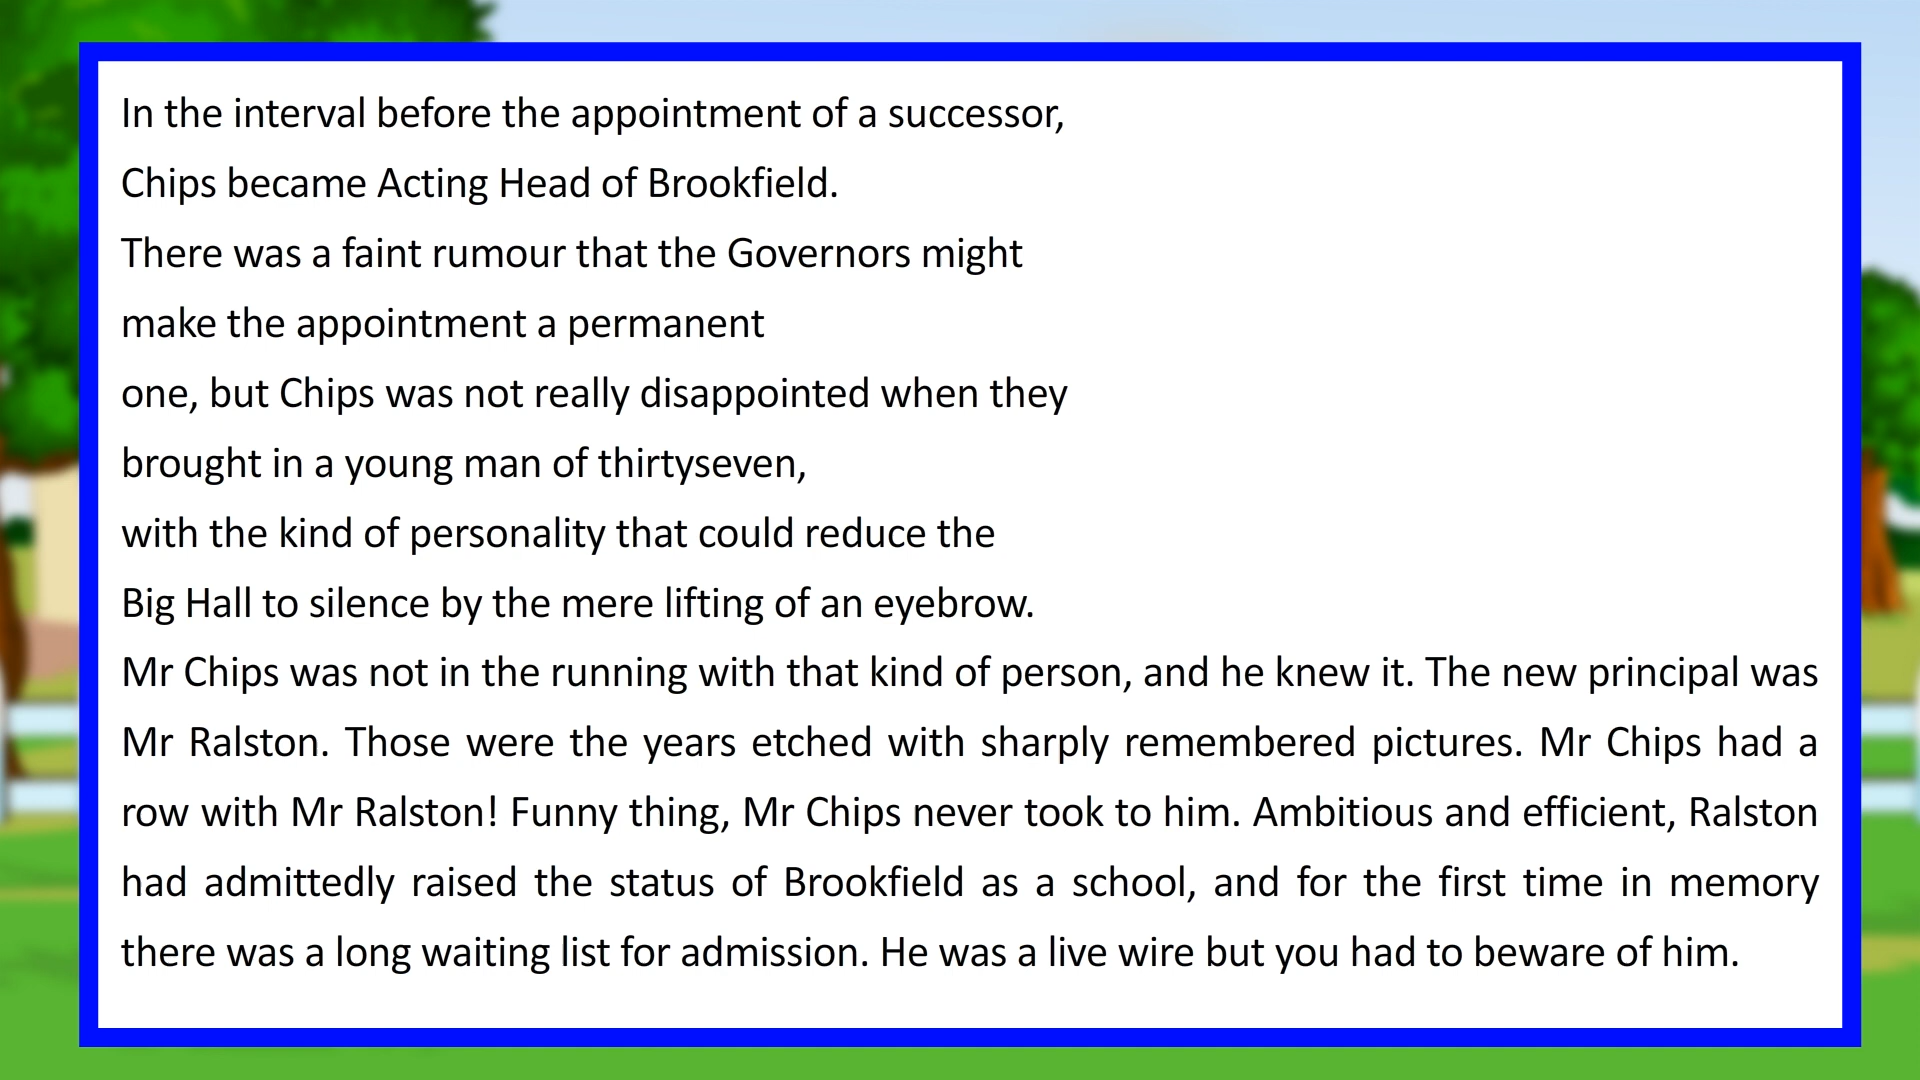 In the interval before the appointment of a successor,
Chips became Acting Head of Brookfield.
There was a faint rumour that the Governors might
make the appointment a permanent
one, but Chips was not really disappointed when they
brought in a young man of thirtyseven,
with the kind of personality that could reduce the
Big Hall to silence by the mere lifting of an eyebrow.
Mr Chips was not in the running with that kind of person, and he knew it. The new principal was
Mr Ralston. Those were the years etched with sharply remembered pictures. Mr Chips had a
row with Mr Ralston! Funny thing, Mr Chips never took to him. Ambitious and efficient, Ralston
had admittedly raised the status of Brookfield as a school, and for the first time in memory
there was a long waiting list for admission. He was a live wire but you had to beware of him.